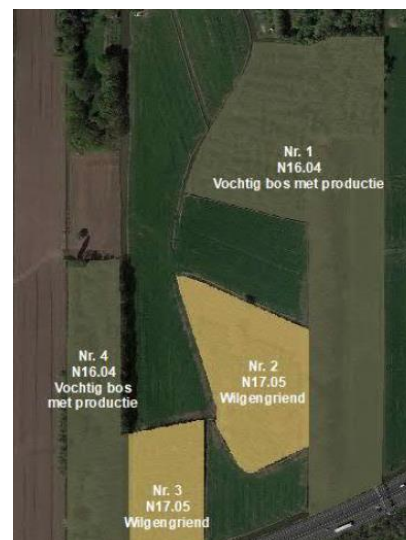 Nr. 1
N16.04
Vochtig bos met productie
Nr. 2
N17.05
Wilgengriend
Nr. 4
N16.04
Vochtig bos
met productie
Nr. 3
N17.05
Wilgengriend